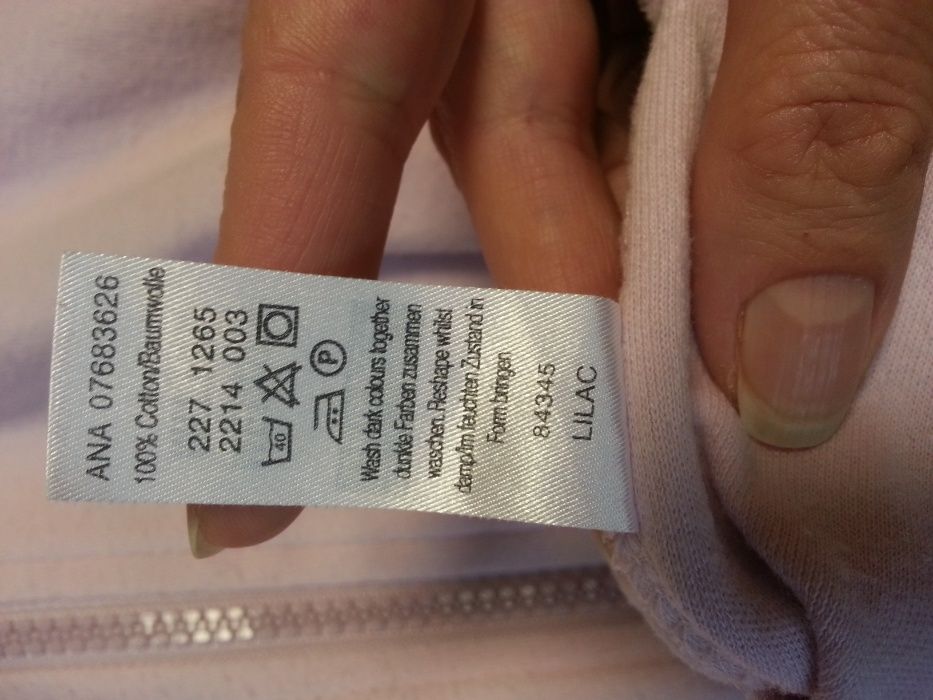 ANA 07683626
100% Cotton/Baumwolle
227 1265
2214 003
40
P
Wash dark colours together
dunkle Farben zusammen
waschen. Reshape whilst
damp/Im feuchten Zustand in
Form bringen
84345
LILAC